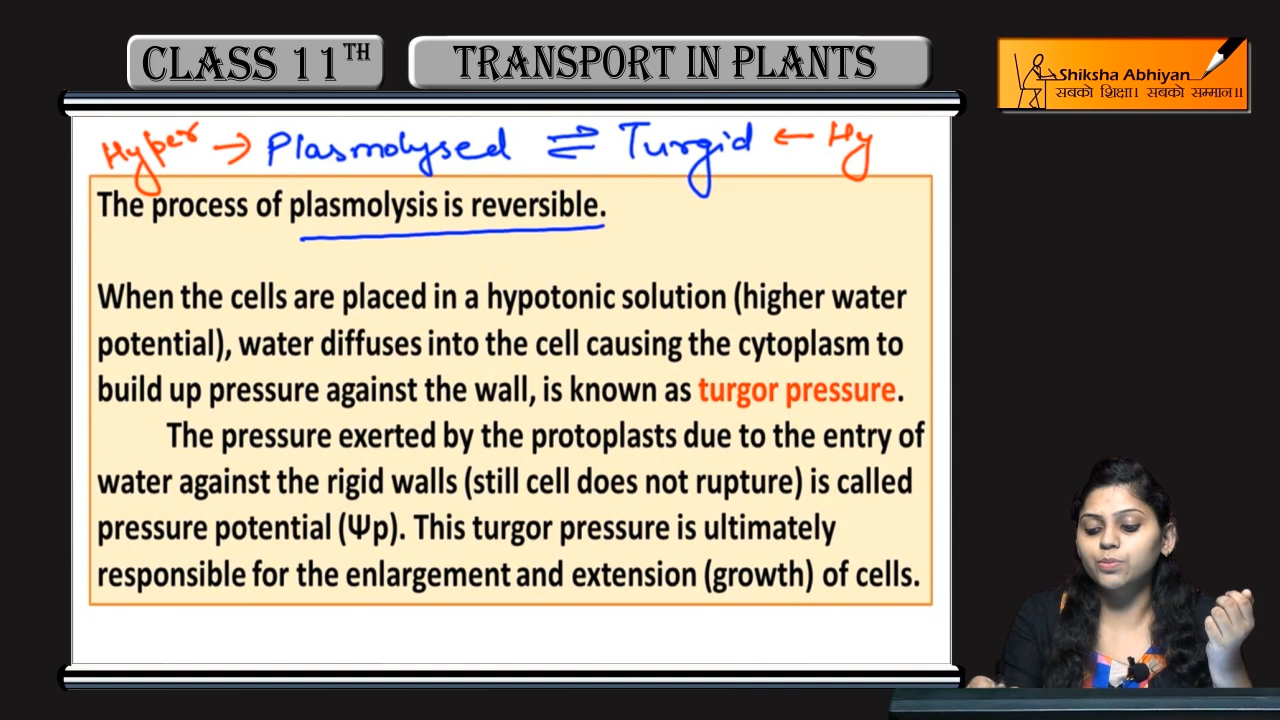 CLASS 11TH
TRANSPORT IN PLANTS
Shiksha Abhiyan
सबको शिक्षा। सबको सम्मान॥
Hyper → Plasmolysed ⇌ Turgid ← Hy
The process of plasmolysis is reversible.
When the cells are placed in a hypotonic solution (higher water
potential), water diffuses into the cell causing the cytoplasm to
build up pressure against the wall, is known as turgor pressure.
The pressure exerted by the protoplasts due to the entry of
water against the rigid walls (still cell does not rupture) is called
pressure potential (Ψp). This turgor pressure is ultimately
responsible for the enlargement and extension (growth) of cells.